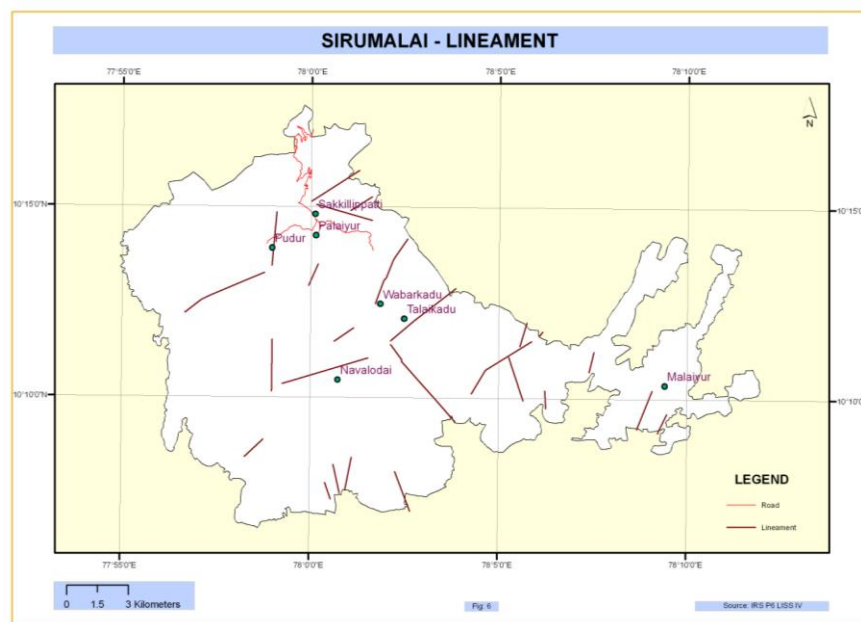 SIRUMALAI - LINEAMENT
77°55'0"E 78°0'0"E 78°5'0"E 78°10'0"E
N
10°15'0"N 10°15'0"N
Sakkilippatti
Palaiyur
Pudur
Wabarkadu
Talaikadu
Navalodai
Malaiyur
10°10'0"N 10°10'0"N
LEGEND
Road
Lineament
77°55'0"E 78°0'0"E 78°5'0"E 78°10'0"E
0 1.5 3 Kilometers
Fig: 6
Source: IRS P6 LISS IV